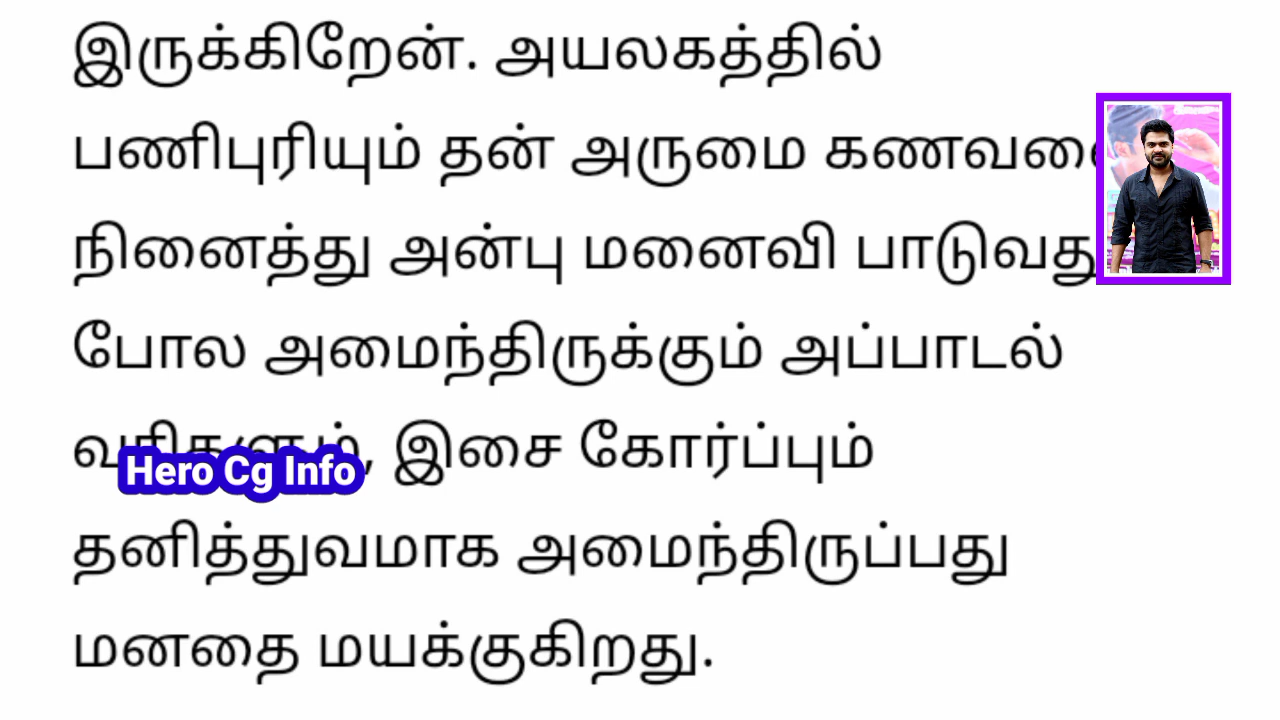 இருக்கிறேன். அயலகத்தில்
பணிபுரியும் தன் அருமை
நினைத்து அன்பு மனைவி பாடுவது
போல அமைந்திருக்கும் அப்பாடல்
இசை கோர்ப்பும்
Hero Cg Info
தனித்துவமாக அமைந்திருப்பது
மனதை மயக்குகிறது.